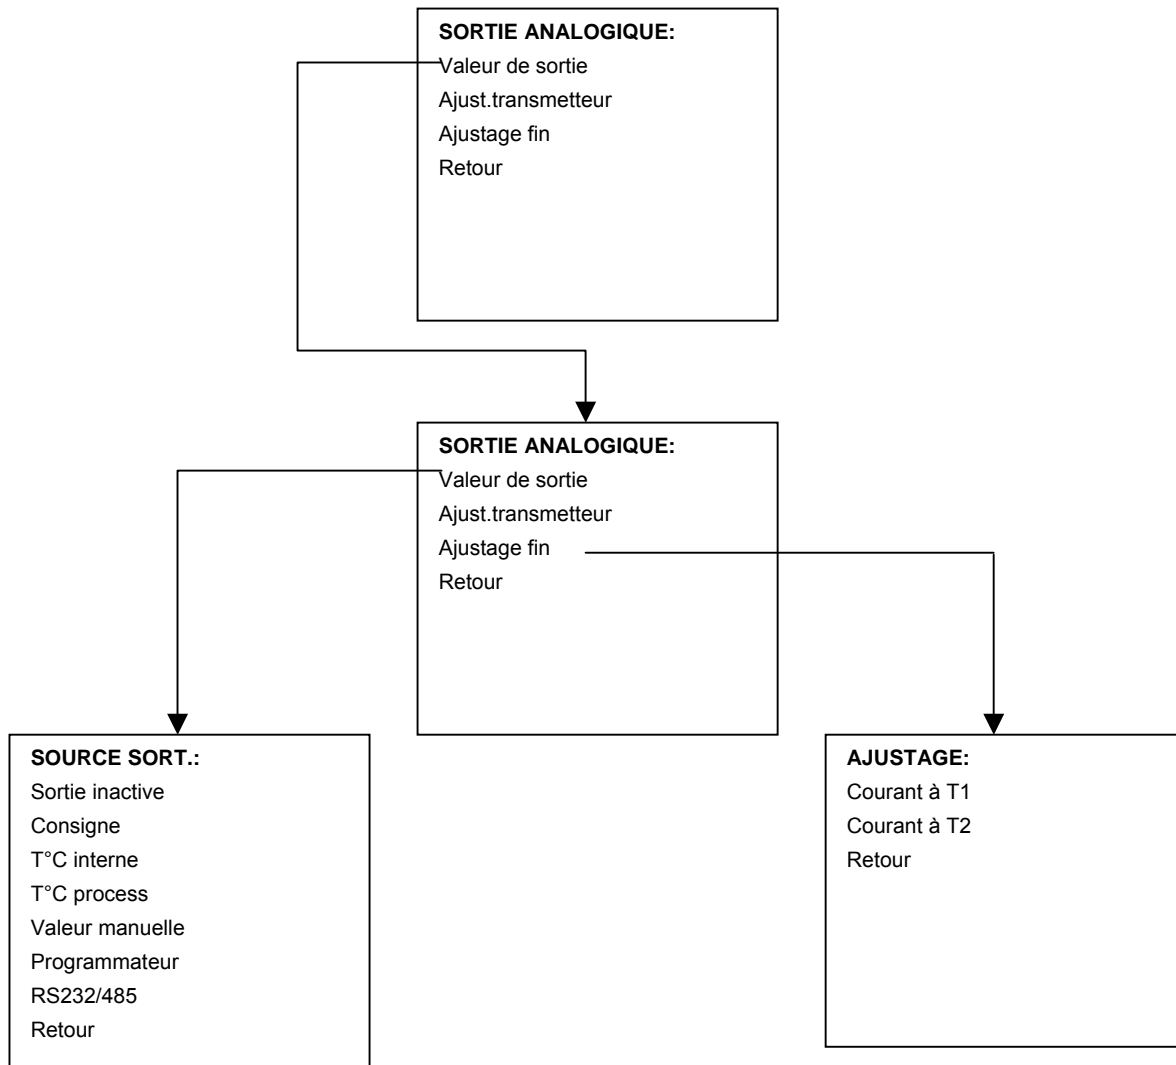 SORTIE ANALOGIQUE:
Valeur de sortie
Ajust.transmetteur
Ajustage fin
Retour
SORTIE ANALOGIQUE:
Valeur de sortie
Ajust.transmetteur
Ajustage fin
Retour
SOURCE SORT.:
Sortie inactive
Consigne
T°C interne
T°C process
Valeur manuelle
Programmateur
RS232/485
Retour
AJUSTAGE:
Courant à T1
Courant à T2
Retour